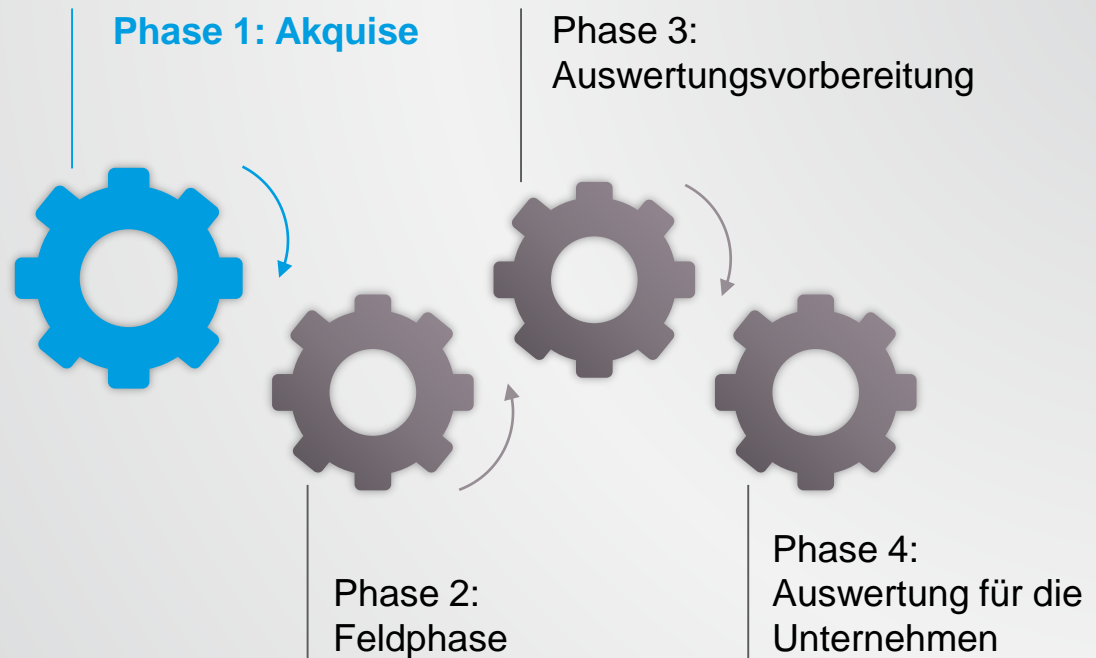 Phase 1: Akquise
Phase 2:
Feldphase
Phase 3:
Auswertungsvorbereitung
Phase 4:
Auswertung für die
Unternehmen